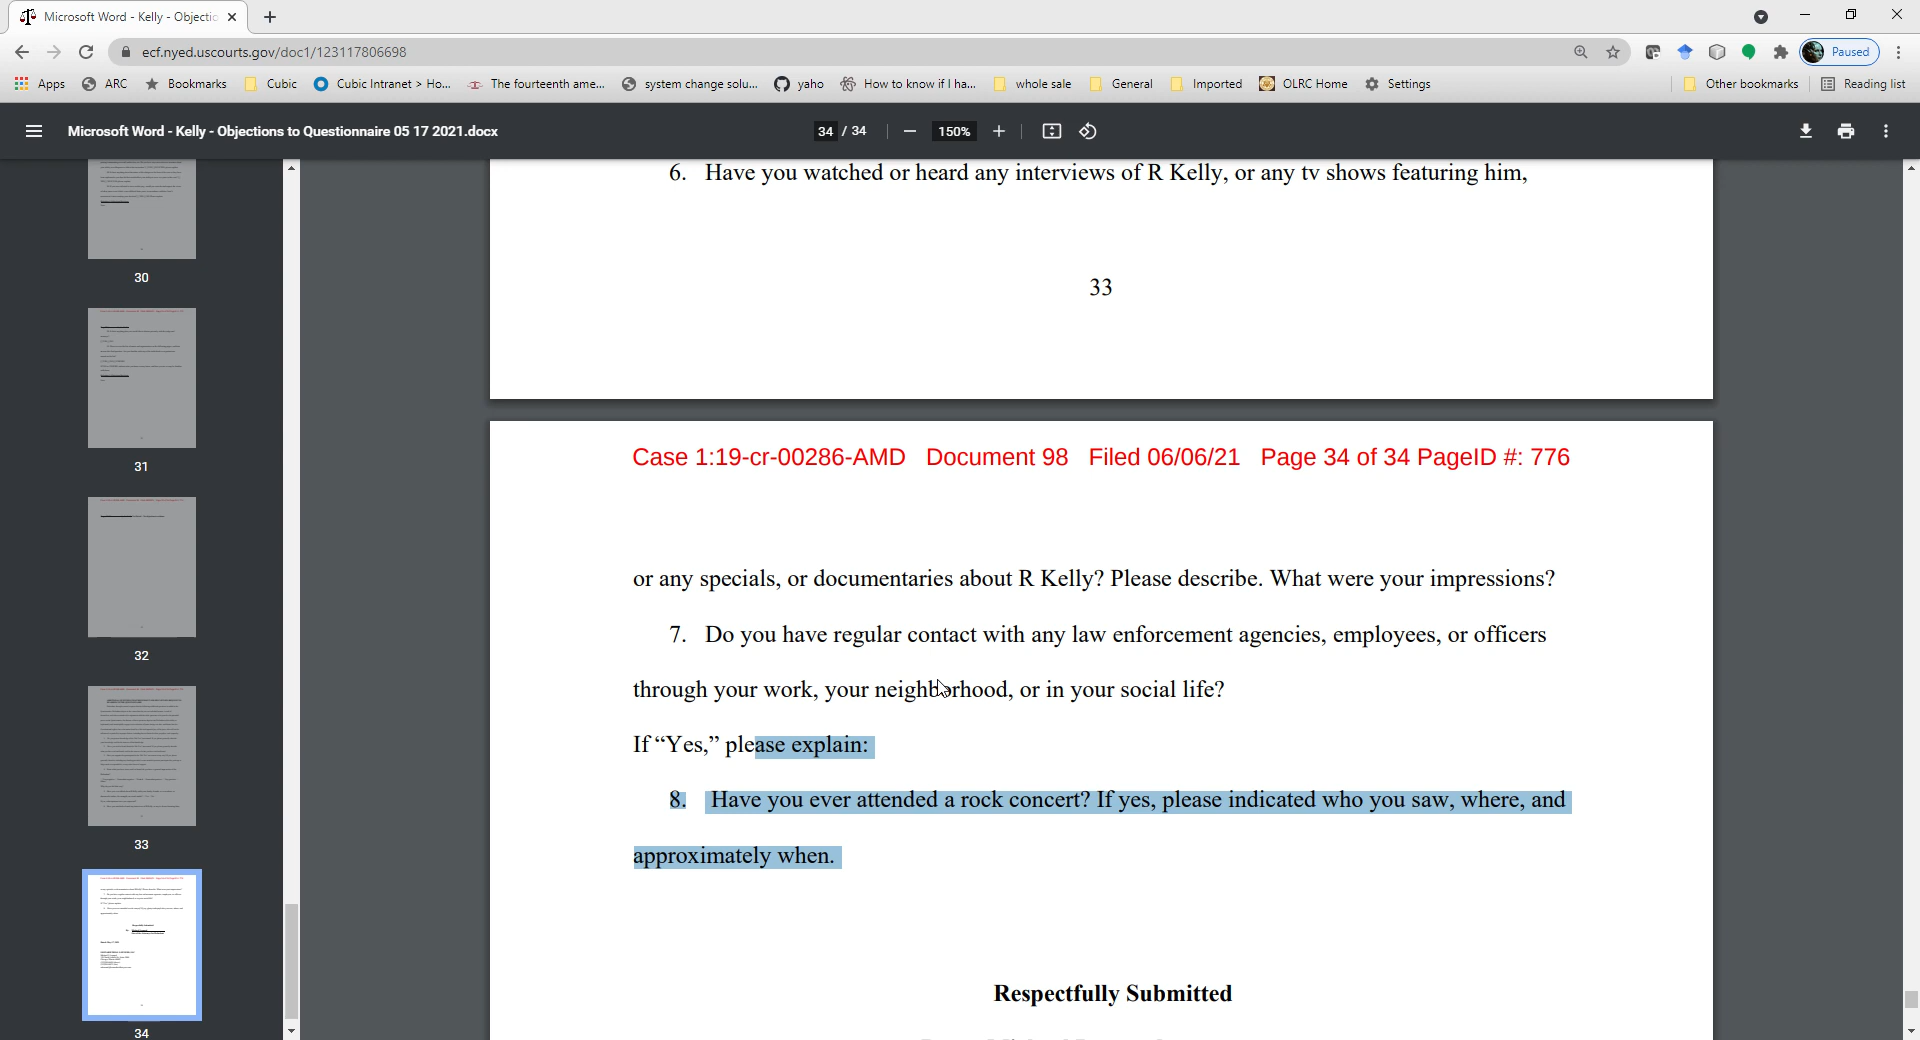 Microsoft Word - Kelly - Objectio
ecf.nyed.uscourts.gov/doc1/123117806698
Paused
Apps ARC Bookmarks Cubic Cubic Intranet > Ho... The fourteenth ame... system change solu... yaho How to know if I ha... whole sale General Imported OLRC Home Settings Other bookmarks Reading list
Microsoft Word - Kelly - Objections to Questionnaire 05 17 2021.docx 34 / 34 150%
30
31
32
33
34
6. Have you watched or heard any interviews of R Kelly, or any tv shows featuring him,
33
Case 1:19-cr-00286-AMD Document 98 Filed 06/06/21 Page 34 of 34 PageID #: 776
or any specials, or documentaries about R Kelly? Please describe. What were your impressions?
7. Do you have regular contact with any law enforcement agencies, employees, or officers
through your work, your neighborhood, or in your social life?
If “Yes,” please explain:
8. Have you ever attended a rock concert? If yes, please indicated who you saw, where, and
approximately when.
Respectfully Submitted